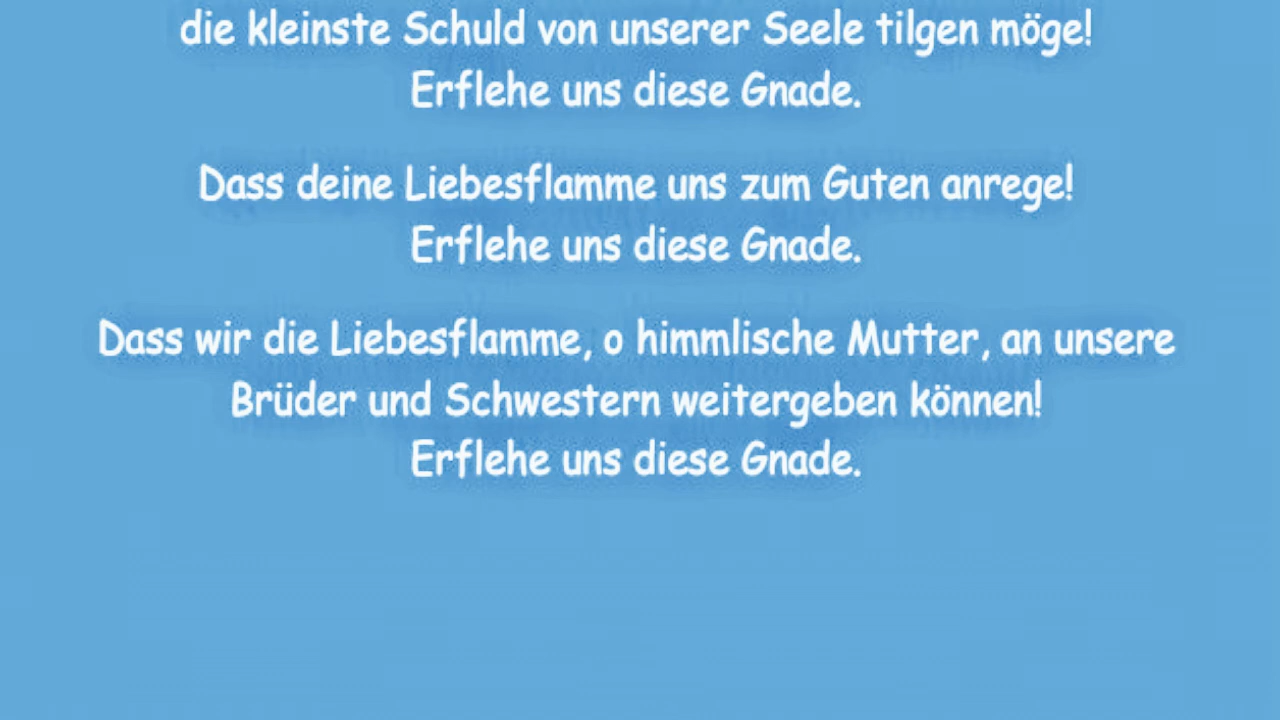 die kleinste Schuld von unserer Seele tilgen möge!
Erflehe uns diese Gnade.
Dass deine Liebesflamme uns zum Guten anrege!
Erflehe uns diese Gnade.
Dass wir die Liebesflamme, o himmlische Mutter, an unsere
Brüder und Schwestern weitergeben können!
Erflehe uns diese Gnade.